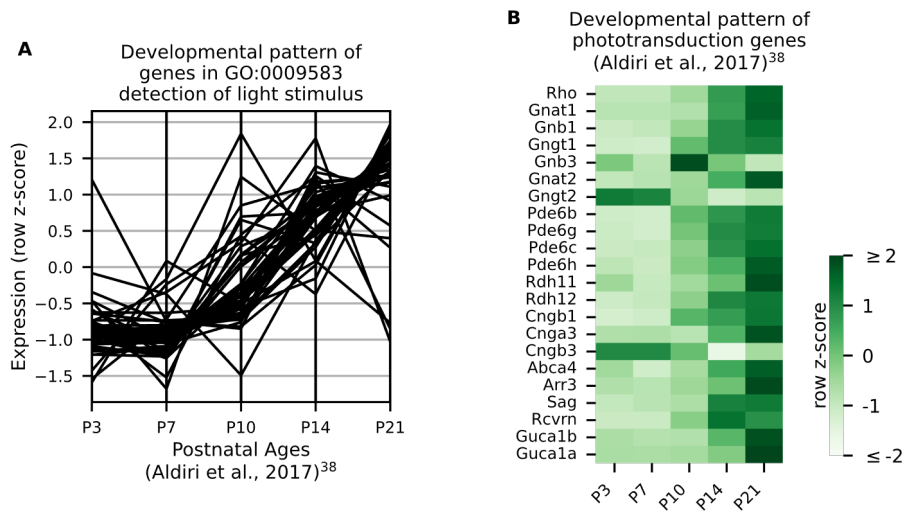 A
Developmental pattern of
genes in GO:0009583
detection of light stimulus
Expression (row z-score)
2.0
1.5
1.0
0.5
0.0
−0.5
−1.0
−1.5
P3 P7 P10 P14 P21
Postnatal Ages
(Aldiri et al., 2017)38
B
Developmental pattern of
phototransduction genes
(Aldiri et al., 2017)38
Rho
Gnat1
Gnb1
Gngt1
Gnb3
Gnat2
Gngt2
Pde6b
Pde6g
Pde6c
Pde6h
Rdh11
Rdh12
Cngb1
Cnga3
Cngb3
Abca4
Arr3
Sag
Rcvrn
Guca1b
Guca1a
P3 P7 P10 P14 P21
row z-score
≥ 2
1
0
-1
≤ -2